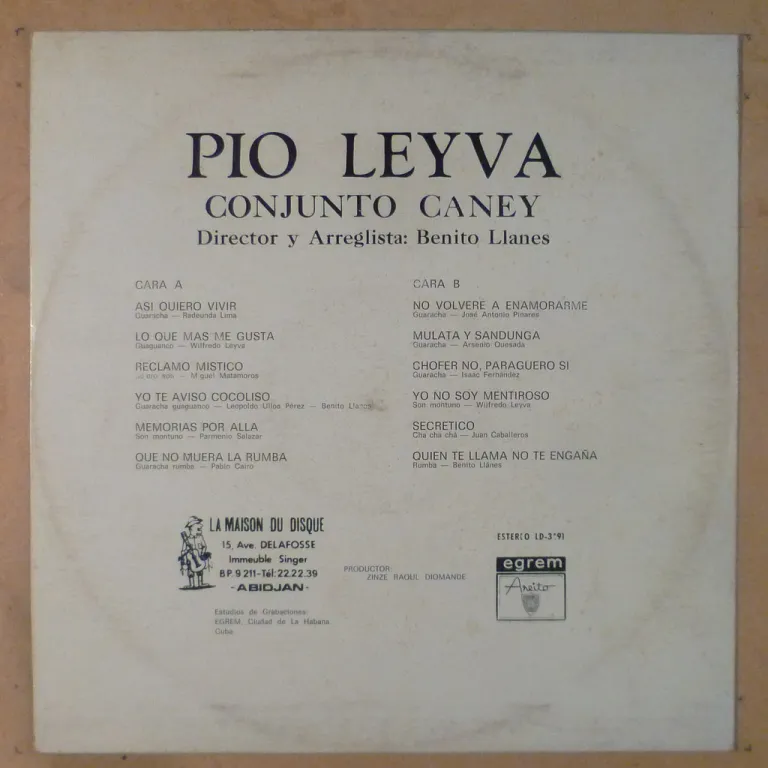 PIO LEYVA
CONJUNTO CANEY
Director y Arreglista: Benito Llanes
CARA A
ASI QUIERO VIVIR
Guaracha — Radeunda Lima
LO QUE MAS ME GUSTA
Guaguancó — Wilfredo Leyva
RECLAMO MISTICO
Miguel Matamoros
YO TE AVISO COCOLISO
Guaracha guaguancó — Leopoldo Ulloa Pérez — Benito Llanes
MEMORIAS POR ALLA
Son montuno — Parmenio Salazar
QUE NO MUERA LA RUMBA
Guaracha rumba — Pablo Cairo
CARA B
NO VOLVERE A ENAMORARME
Guaracha — José Antonio Pinares
MULATA Y SANDUNGA
Guaracha — Arsenio Quesada
CHOFER NO, PARAGUERO SI
Guaracha — Isaac Fernández
YO NO SOY MENTIROSO
Son montuno — Wilfredo Leyva
SECRETICO
Cha cha chá — Juan Caballeros
QUIEN TE LLAMA NO TE ENGAÑA
Rumba — Benito Llanes
LA MAISON DU DISQUE
15, Ave. DELAFOSSE
Immeuble Singer
B P. 9 211 - Tél: 22.22.39
- ABIDJAN -
Estudios de Grabaciones:
EGREM, Ciudad de La Habana
Cuba
PRODUCTOR:
ZINZE RAOUL DIOMANDE
ESTEREO
egrem
Areito